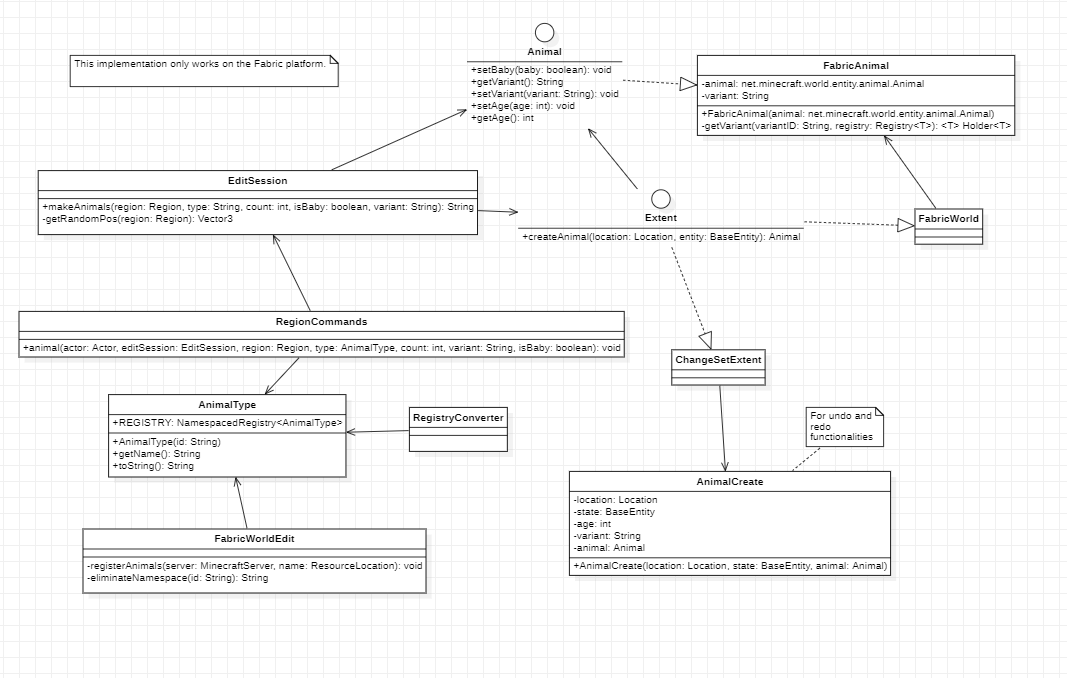 This implementation only works on the Fabric platform.
Animal
+setBaby(baby: boolean): void
+getVariant(): String
+setVariant(variant: String): void
+setAge(age: int): void
+getAge(): int
FabricAnimal
-animal: net.minecraft.world.entity.animal.Animal
-variant: String
+FabricAnimal(animal: net.minecraft.world.entity.animal.Animal)
-getVariant(variantID: String, registry: Registry<T>): <T> Holder<T>
EditSession
+makeAnimals(region: Region, type: String, count: int, isBaby: boolean, variant: String): String
-getRandomPos(region: Region): Vector3
Extent
+createAnimal(location: Location, entity: BaseEntity): Animal
FabricWorld
RegionCommands
+animal(actor: Actor, editSession: EditSession, region: Region, type: AnimalType, count: int, variant: String, isBaby: boolean): void
ChangeSetExtent
AnimalType
+REGISTRY: NamespacedRegistry<AnimalType>
+AnimalType(id: String)
+getName(): String
+toString(): String
RegistryConverter
For undo and
redo
functionalities
AnimalCreate
-location: Location
-state: BaseEntity
-age: int
-variant: String
-animal: Animal
+AnimalCreate(location: Location, state: BaseEntity, animal: Animal)
FabricWorldEdit
-registerAnimals(server: MinecraftServer, name: ResourceLocation): void
-eliminateNamespace(id: String): String